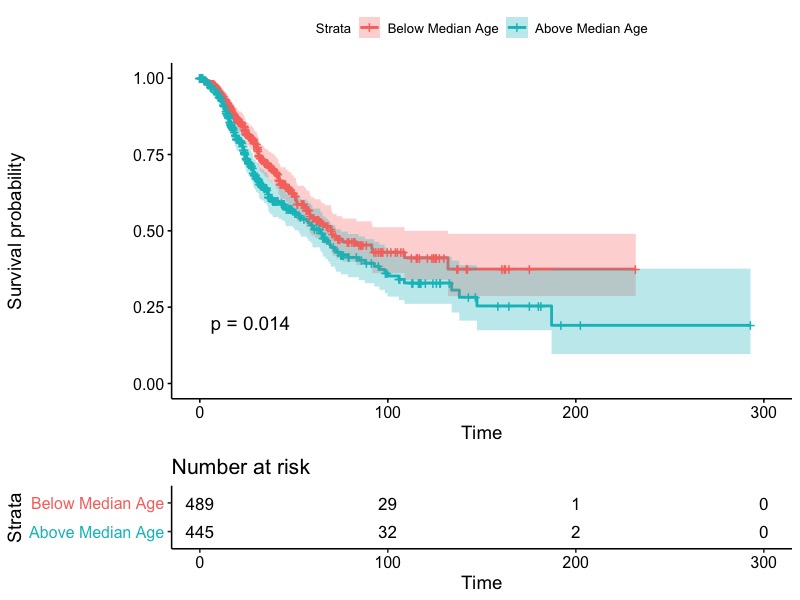 Strata Below Median Age Above Median Age
Survival probability
1.00
0.75
0.50
0.25
0.00
p = 0.014
0 100 200 300
Time
Number at risk
Strata
Below Median Age 489 29 1 0
Above Median Age 445 32 2 0
0 100 200 300
Time